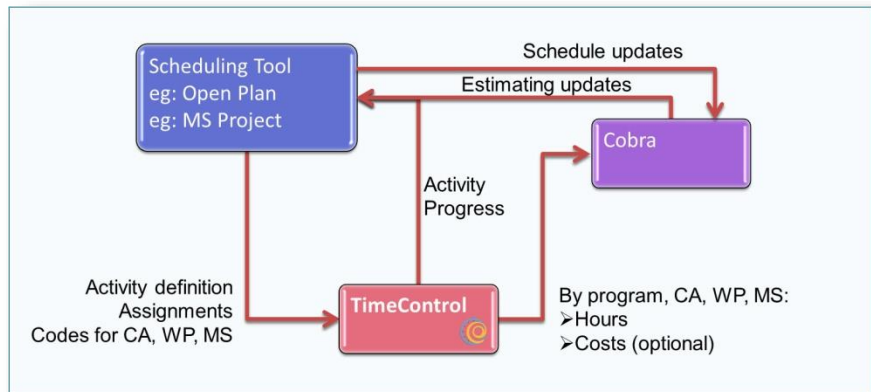 Scheduling Tool
eg: Open Plan
eg: MS Project
Schedule updates
Estimating updates
Cobra
Activity
Progress
Activity definition
Assignments
Codes for CA, WP, MS
TimeControl
By program, CA, WP, MS:
➢Hours
➢Costs (optional)